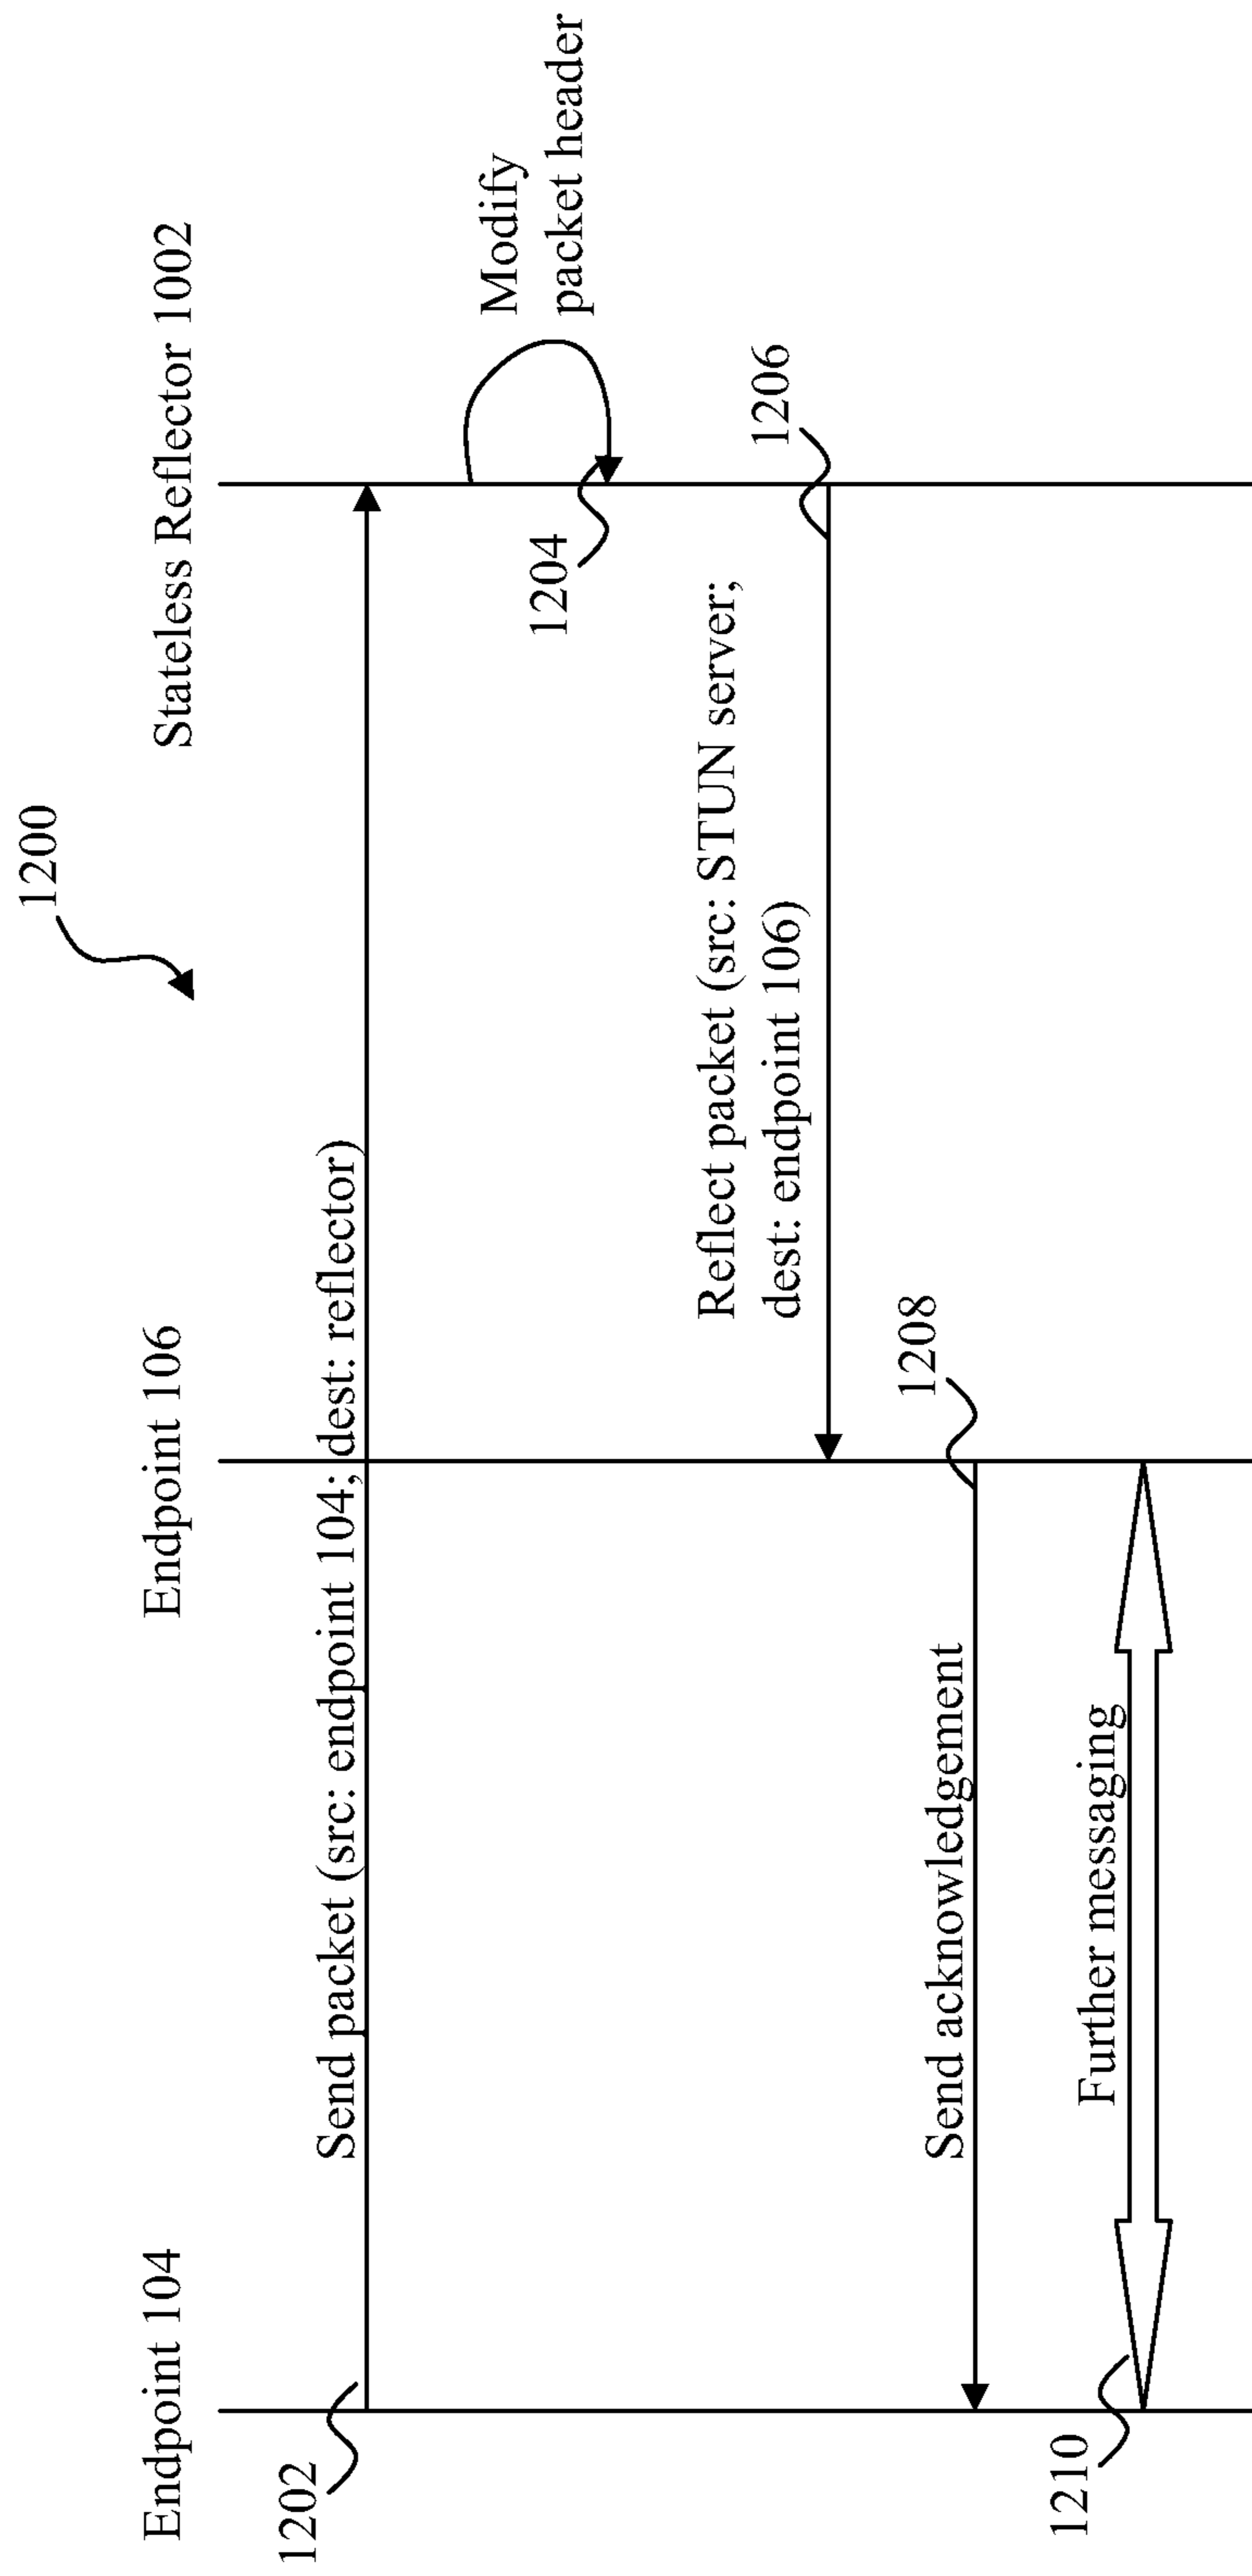 1200
Endpoint 104
Endpoint 106
Stateless Reflector 1002
1202
Send packet (src: endpoint 104; dest: reflector)
Modify
packet header
1204
Reflect packet (src: STUN server;
dest: endpoint 106)
1206
Send acknowledgement
1208
Further messaging
1210